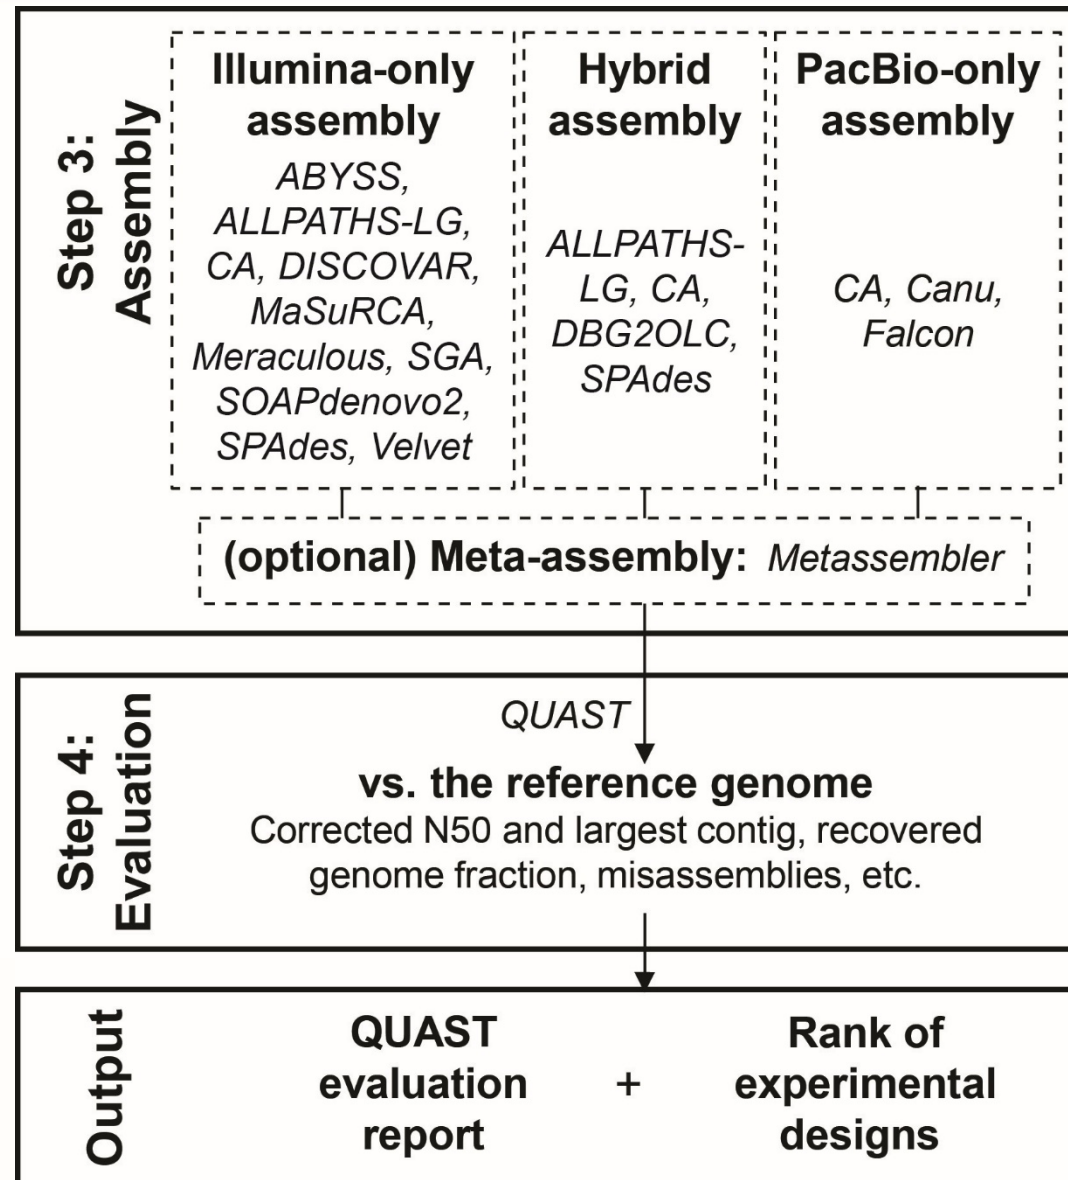 Step 3:
Assembly
Illumina-only
assembly
ABYSS,
ALLPATHS-LG,
CA, DISCOVAR,
MaSuRCA,
Meraculous, SGA,
SOAPdenovo2,
SPAdes, Velvet
Hybrid
assembly
ALLPATHS-
LG, CA,
DBG2OLC,
SPAdes
PacBio-only
assembly
CA, Canu,
Falcon
(optional) Meta-assembly: Metassembler
Step 4:
Evaluation
QUAST
vs. the reference genome
Corrected N50 and largest contig, recovered
genome fraction, misassemblies, etc.
Output
QUAST
evaluation
report
+
Rank of
experimental
designs